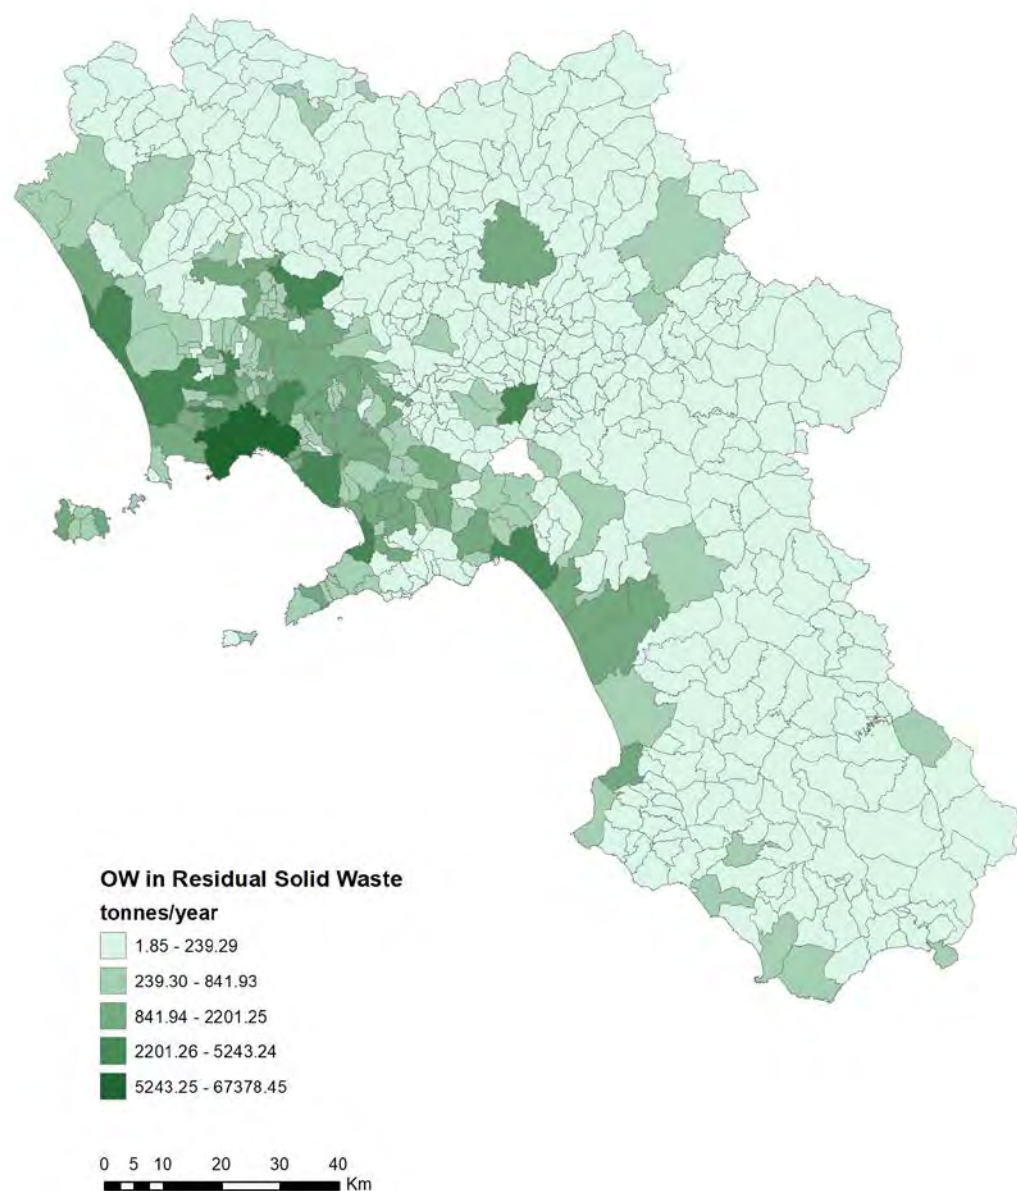 OW in Residual Solid Waste
tonnes/year
1.85 - 239.29
239.30 - 841.93
841.94 - 2201.25
2201.26 - 5243.24
5243.25 - 67378.45
0 5 10 20 30 40
Km